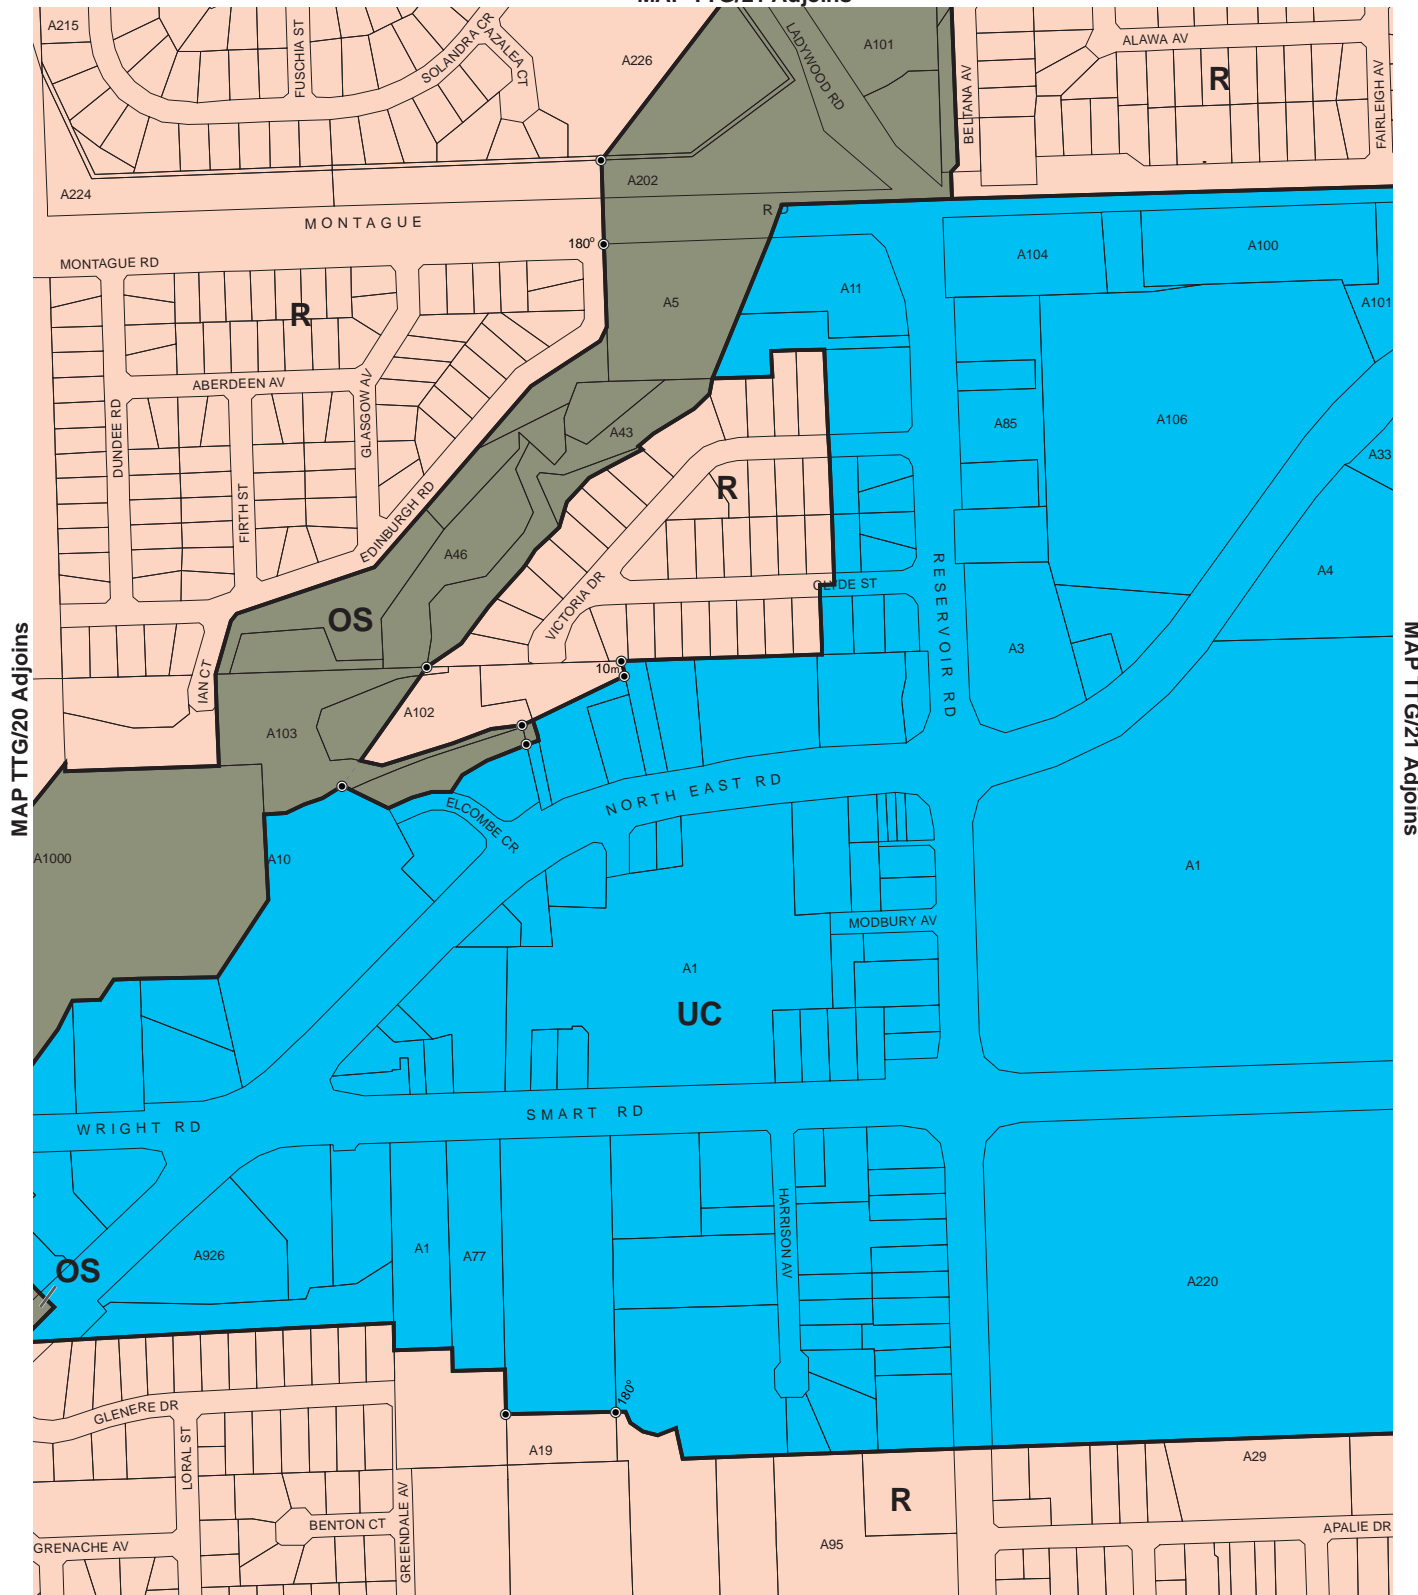 MAP TTG/21 Adjoins
A215
FUSCHIA ST
SOLANDRA CR
AZALEA CT
A226
LADYWOOD RD
A101
BELTANA AV
ALAWA AV
R
FAIRLEIGH AV
A224
A202
MONTAGUE
RD
180°
MONTAGUE RD
A104
A100
A11
A5
A101
R
ABERDEEN AV
DUNDEE RD
GLASGOW AV
A43
A85
A106
A33
FIRTH ST
EDINBURGH RD
R
A46
OS
VICTORIA DR
CLYDE ST
RESERVOIR RD
A4
A3
MAP TTG/20 Adjoins
MAP TTG/21 Adjoins
IAN CT
10m
A102
A103
NORTH EAST RD
ELCOMBE CR
A1000
A10
A1
MODBURY AV
A1
UC
SMART RD
WRIGHT RD
HARRISON AV
A926
A1
A77
OS
A220
180°
GLENERE DR
LORAL ST
A19
A29
GREENDALE AV
R
BENTON CT
GRENACHE AV
A95
APALIE DR